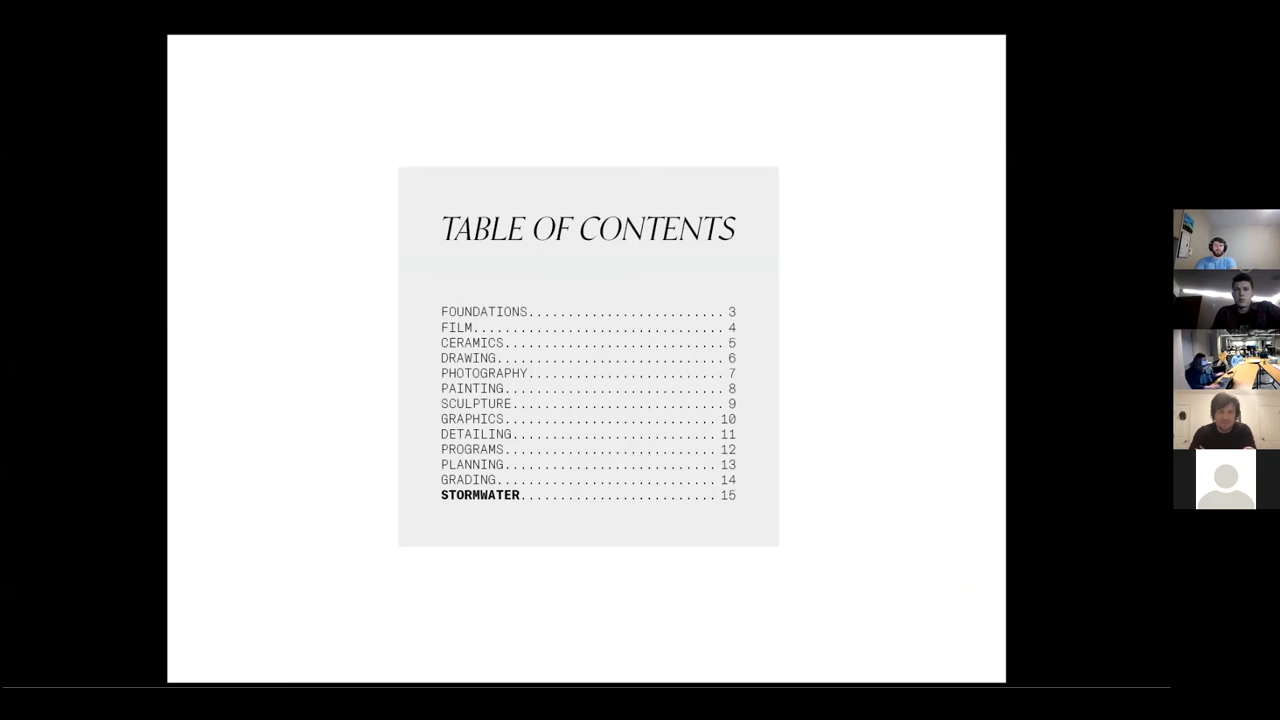 TABLE OF CONTENTS
FOUNDATIONS......................... 3
FILM................................ 4
CERAMICS............................ 5
DRAWING............................. 6
PHOTOGRAPHY......................... 7
PAINTING............................ 8
SCULPTURE........................... 9
GRAPHICS........................... 10
DETAILING.......................... 11
PROGRAMS........................... 12
PLANNING........................... 13
GRADING............................ 14
STORMWATER......................... 15